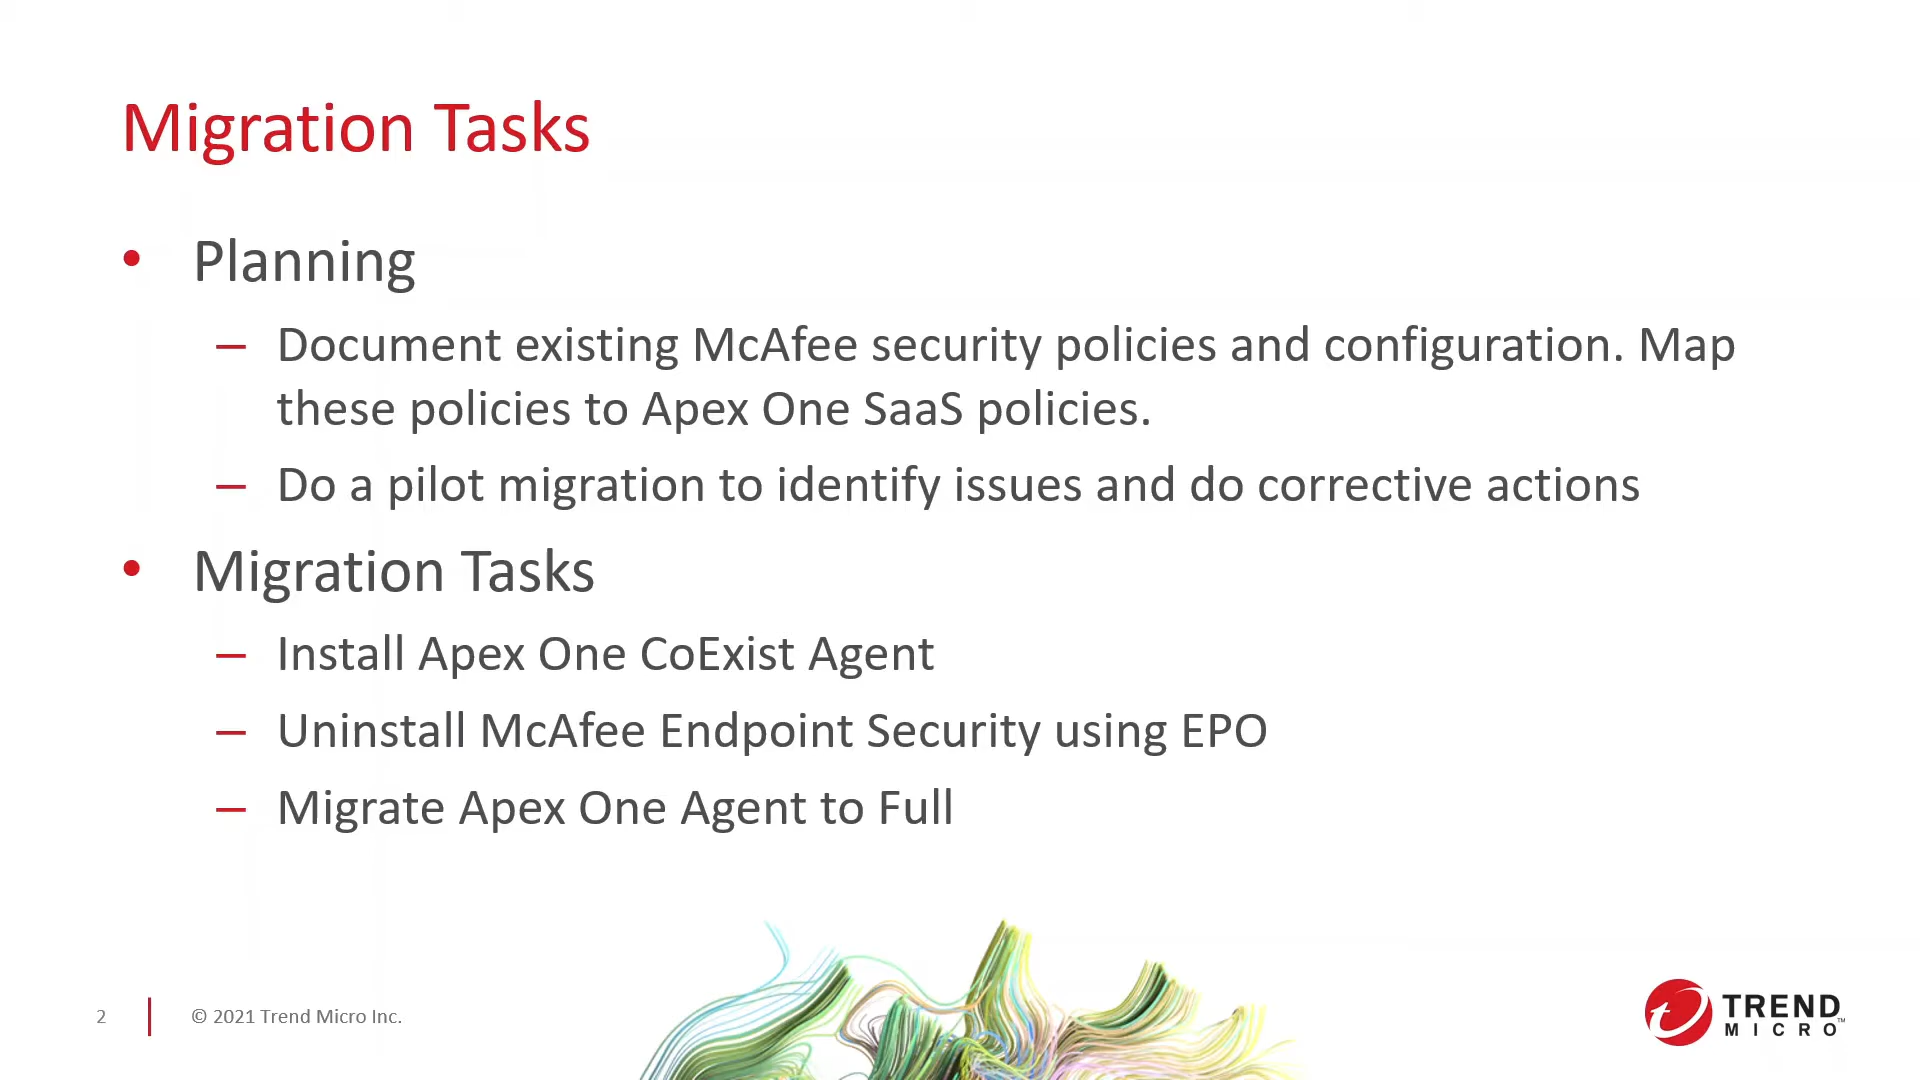 Migration Tasks
• Planning
– Document existing McAfee security policies and configuration. Map
these policies to Apex One SaaS policies.
– Do a pilot migration to identify issues and do corrective actions
• Migration Tasks
– Install Apex One CoExist Agent
– Uninstall McAfee Endpoint Security using EPO
– Migrate Apex One Agent to Full
2
© 2021 Trend Micro Inc.
TREND
MICRO™